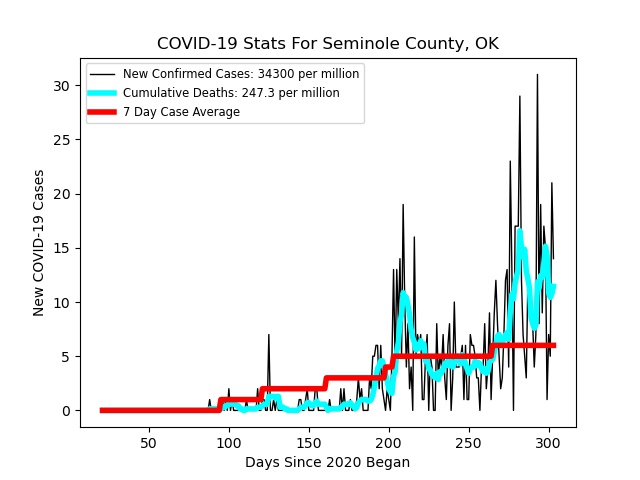 COVID-19 Stats For Seminole County, OK
New Confirmed Cases: 34300 per million
Cumulative Deaths: 247.3 per million
7 Day Case Average
New COVID-19 Cases
30
25
20
15
10
5
0
50 100 150 200 250 300
Days Since 2020 Began